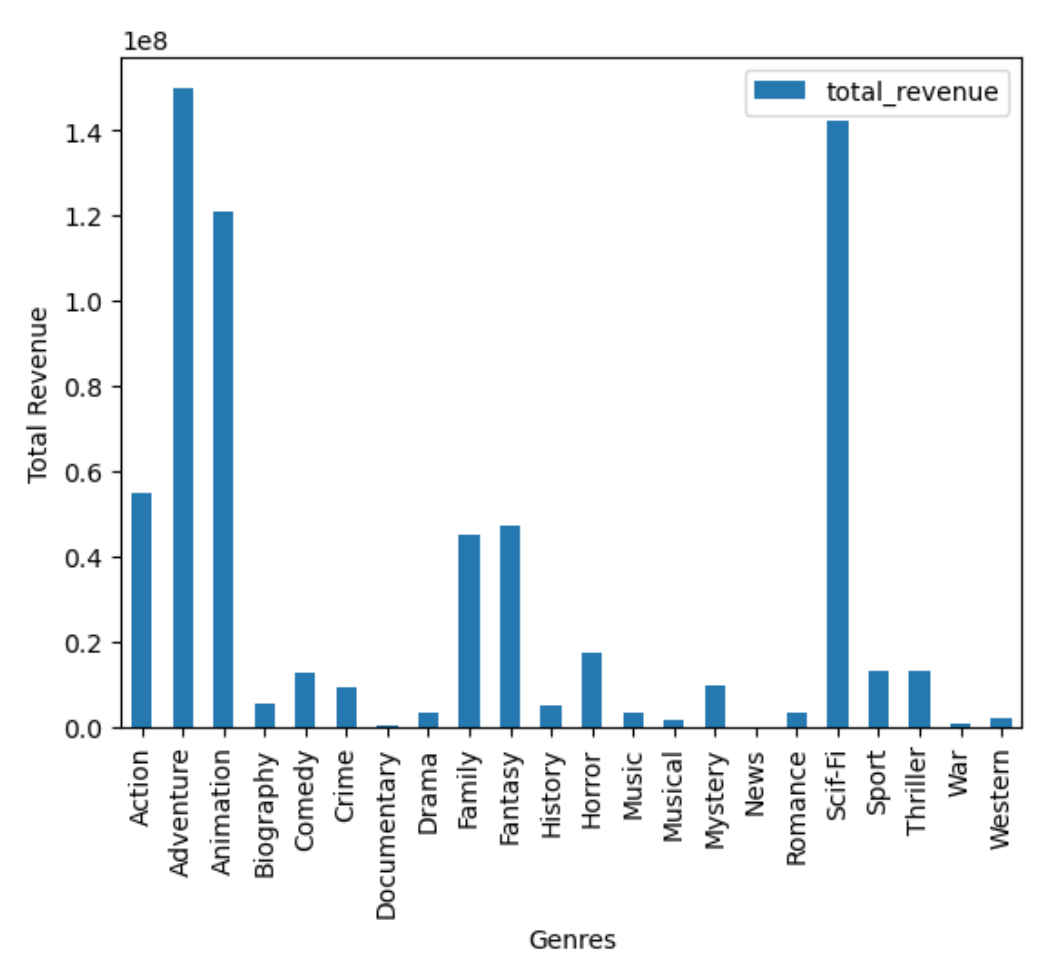 1e8
total_revenue
1.4
1.2
1.0
0.8
0.6
0.4
0.2
0.0
Total Revenue
Action
Adventure
Animation
Biography
Comedy
Crime
Documentary
Drama
Family
Fantasy
History
Horror
Music
Musical
Mystery
News
Romance
Scif-Fi
Sport
Thriller
War
Western
Genres